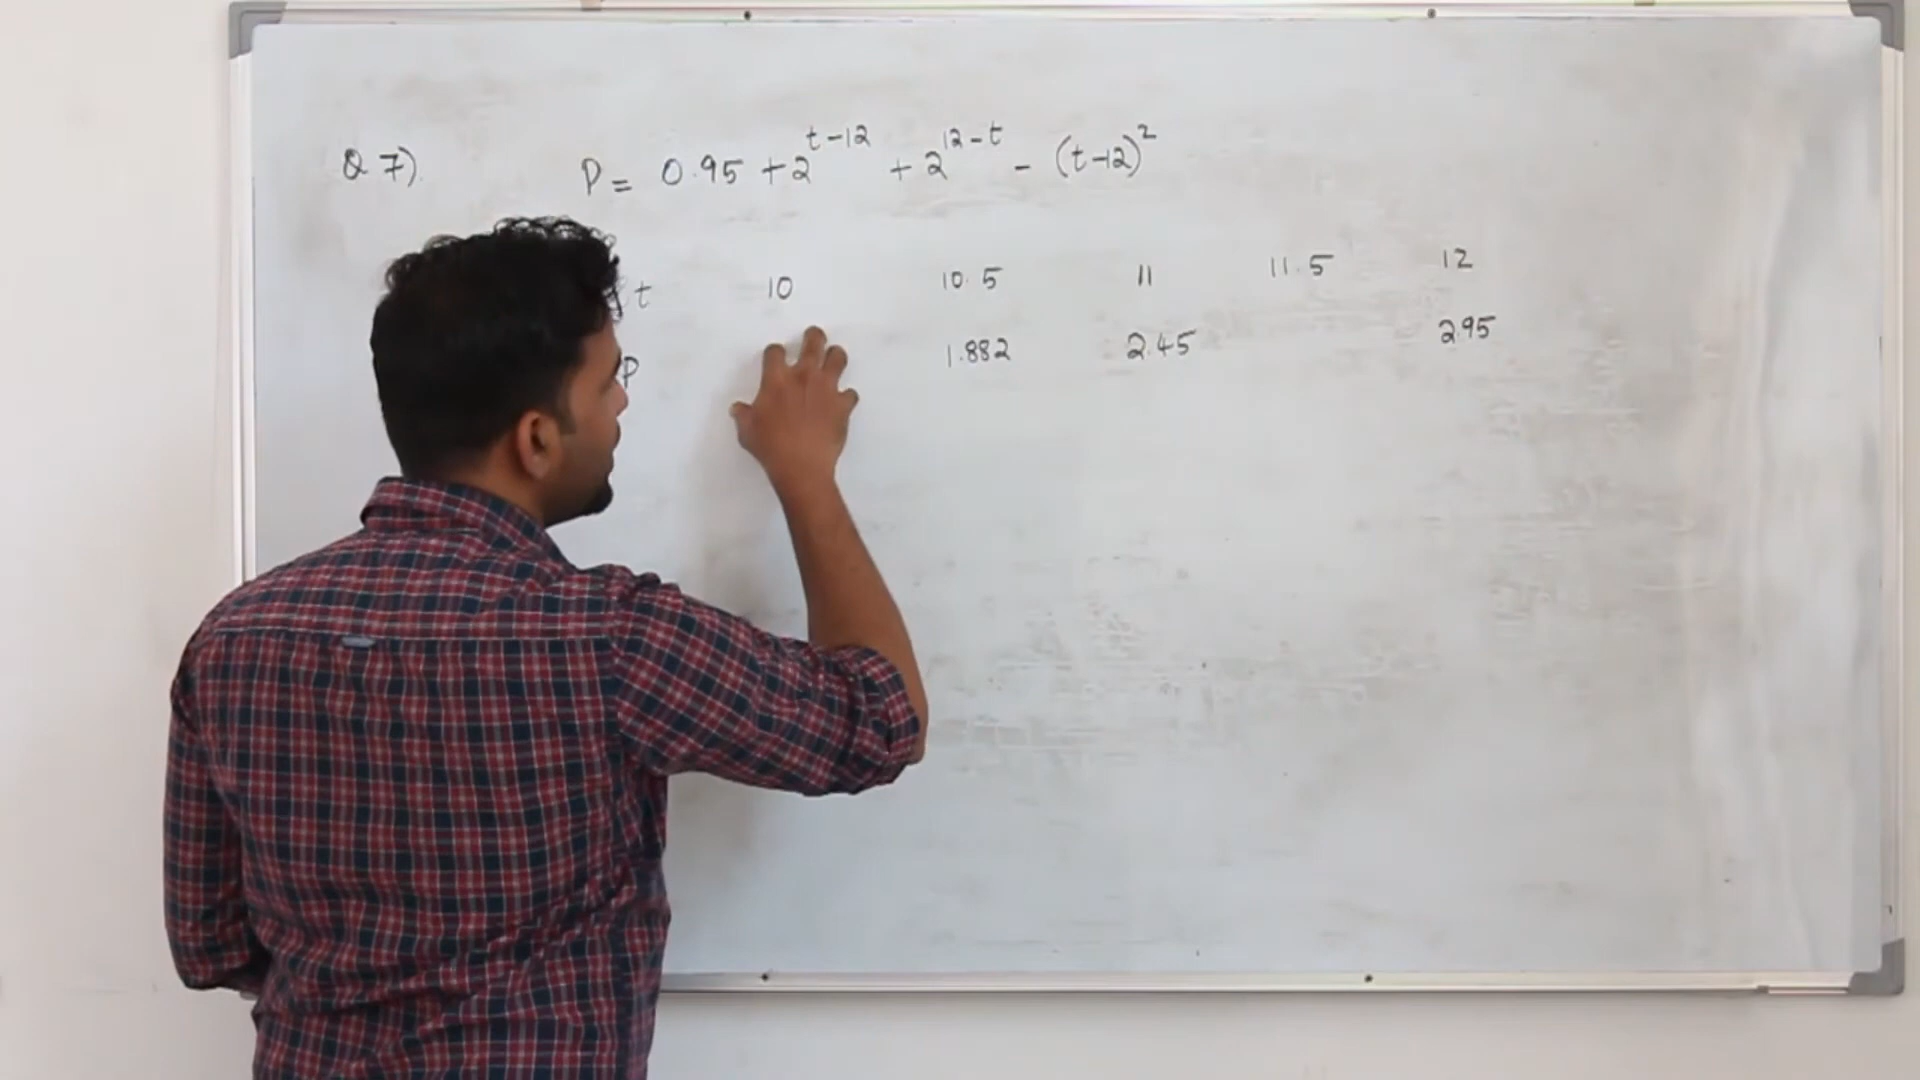 Q 7). P = 0.95 + 2^{t-12} + 2^{12-t} - (t-12)^2
t 10 10.5 11 11.5 12
P 1.882 2.45 2.95